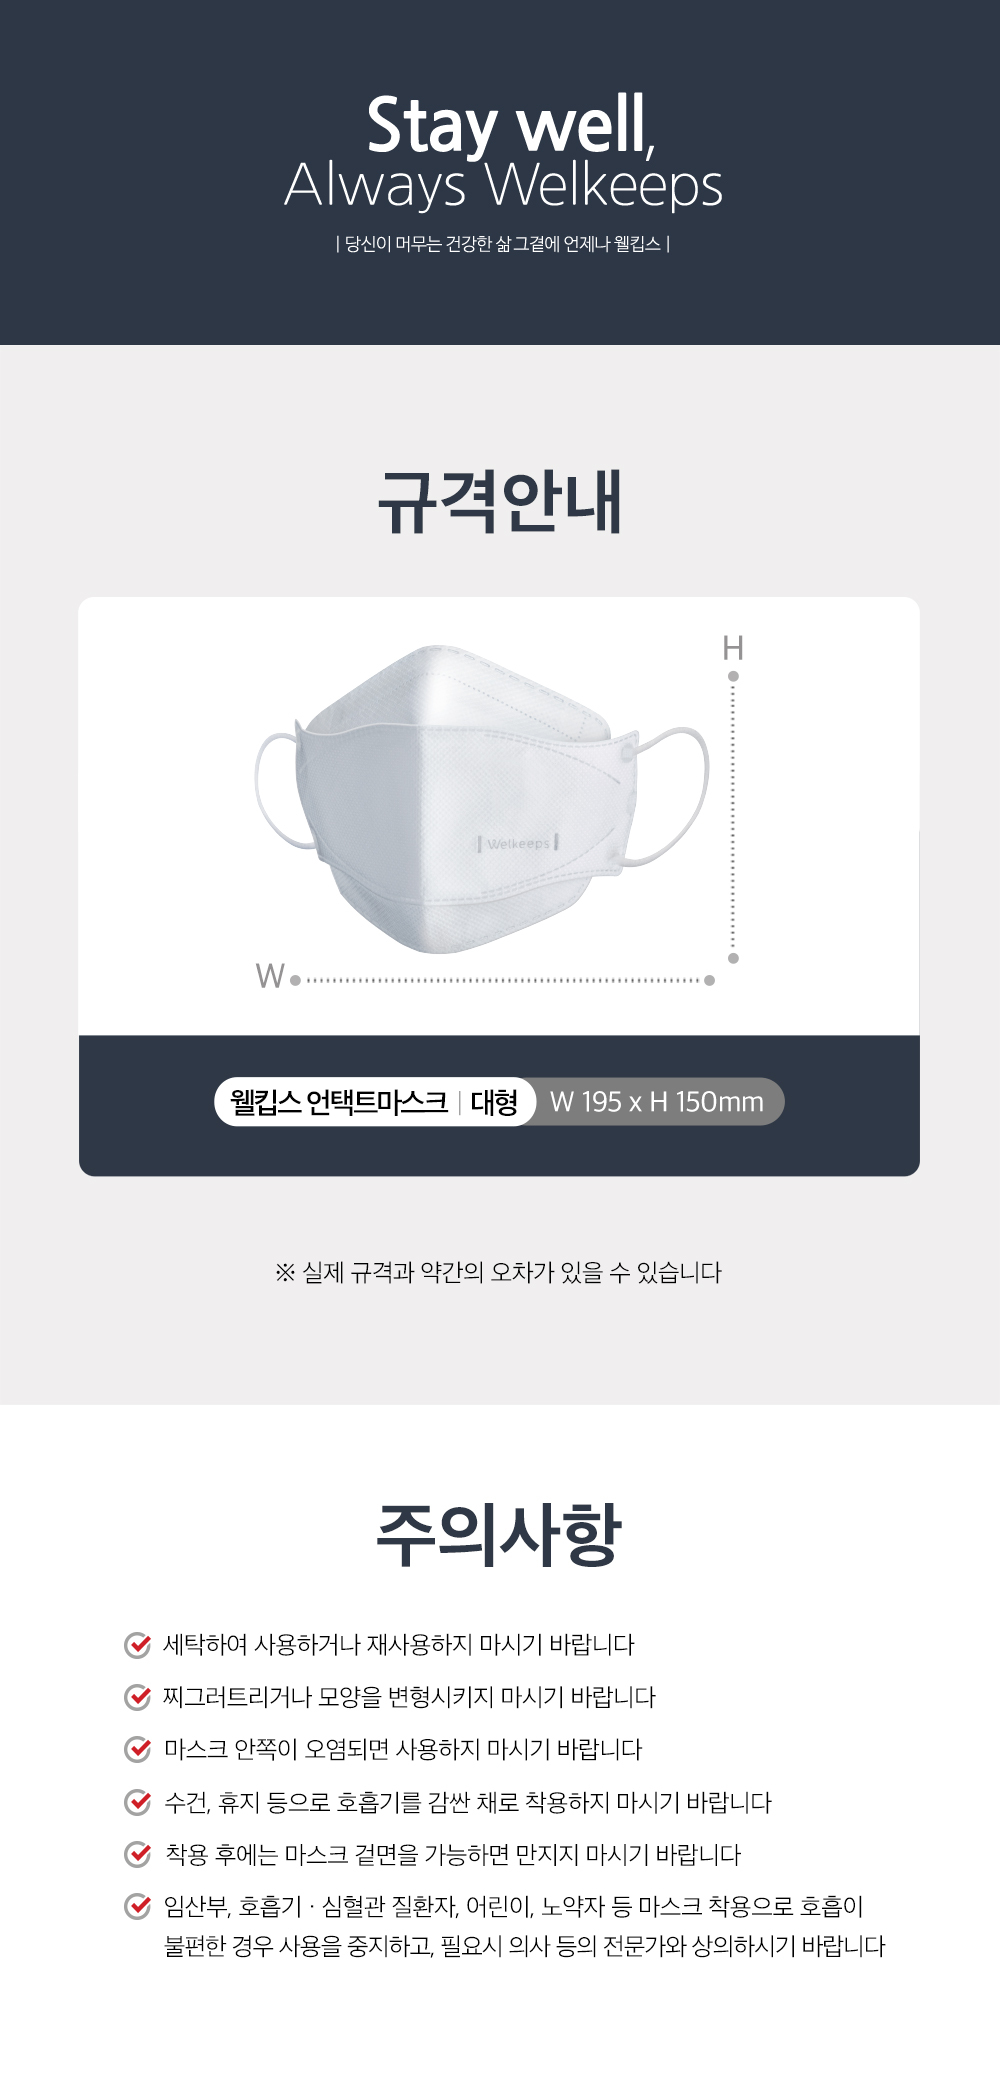 Stay well,
Always Welkeeps
| 당신이 머무는 건강한 삶 그곁에 언제나 웰킵스 |
규격안내
H
| Welkeeps |
W
웰킵스 언택트마스크 | 대형 W 195 x H 150mm
※ 실제 규격과 약간의 오차가 있을 수 있습니다
주의사항
세탁하여 사용하거나 재사용하지 마시기 바랍니다
찌그러트리거나 모양을 변형시키지 마시기 바랍니다
마스크 안쪽이 오염되면 사용하지 마시기 바랍니다
수건, 휴지 등으로 호흡기를 감싼 채로 착용하지 마시기 바랍니다
착용 후에는 마스크 겉면을 가능하면 만지지 마시기 바랍니다
임산부, 호흡기 · 심혈관 질환자, 어린이, 노약자 등 마스크 착용으로 호흡이
불편한 경우 사용을 중지하고, 필요시 의사 등의 전문가와 상의하시기 바랍니다